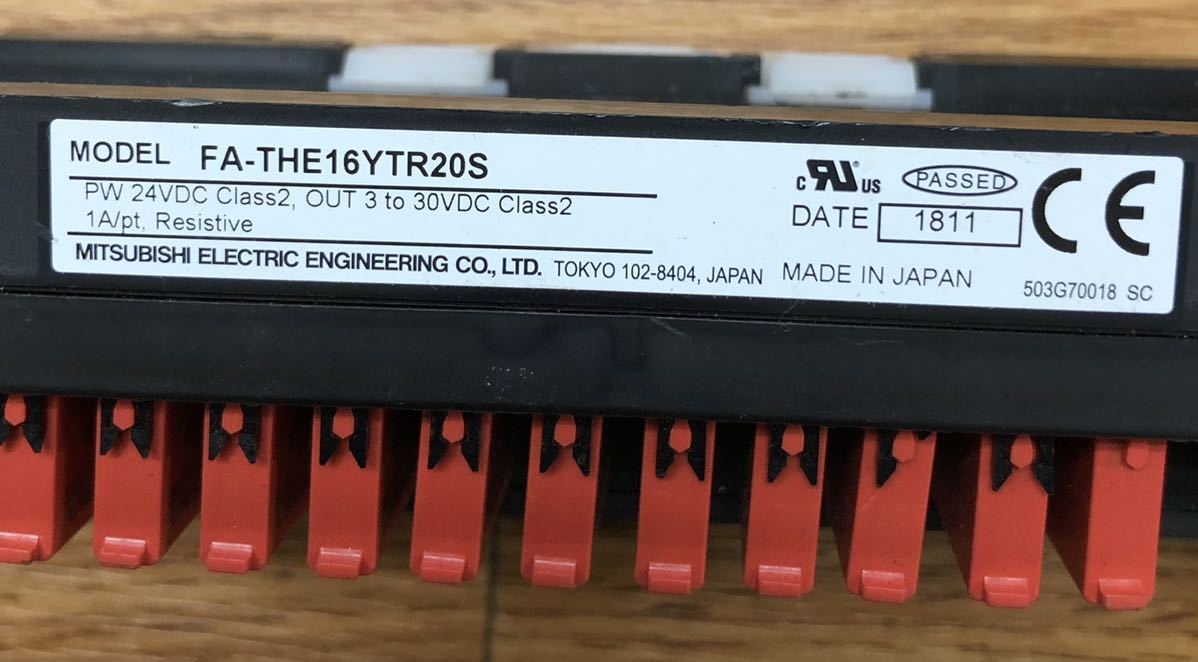 MODEL FA-THE16YTR20S
PW 24VDC Class2, OUT 3 to 30VDC Class2
1A/pt, Resistive
MITSUBISHI ELECTRIC ENGINEERING CO., LTD. TOKYO 102-8404, JAPAN
c RU ® US PASSED
DATE 1811
CE
MADE IN JAPAN
503G70018 SC